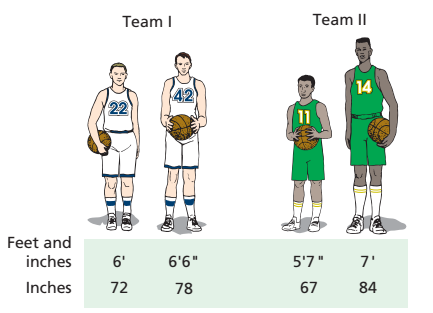 Team I Team II
22 42 11 14
Feet and
inches 6' 6'6" 5'7" 7'
Inches 72 78 67 84